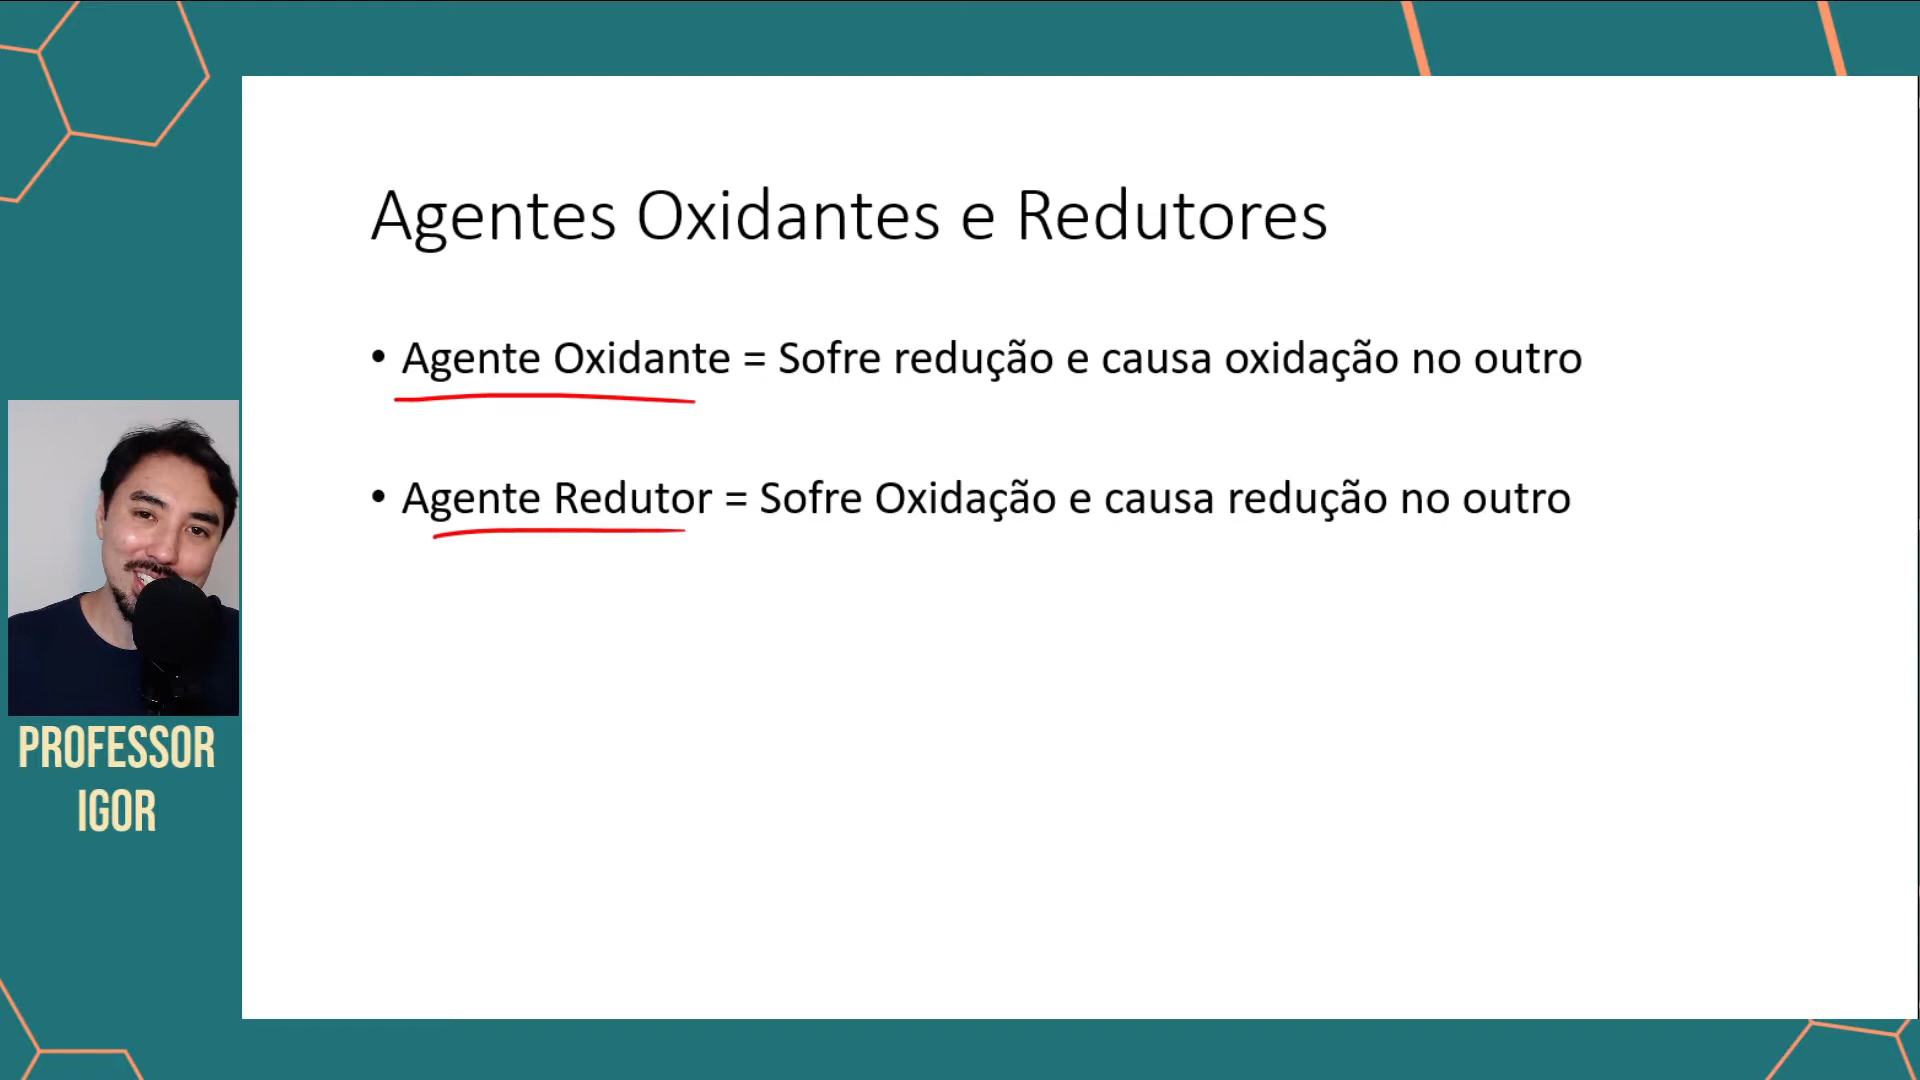 Agentes Oxidantes e Redutores
• Agente Oxidante = Sofre redução e causa oxidação no outro
• Agente Redutor = Sofre Oxidação e causa redução no outro
PROFESSOR
IGOR